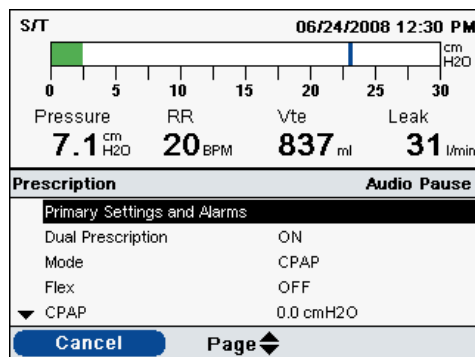 S/T 06/24/2008 12:30 PM
cm
H2O
0 5 10 15 20 25 30
Pressure RR Vte Leak
7.1 cm H2O 20 BPM 837 ml 31 l/min
Prescription Audio Pause
Primary Settings and Alarms
Dual Prescription ON
Mode CPAP
Flex OFF
CPAP 0.0 cmH2O
Cancel Page